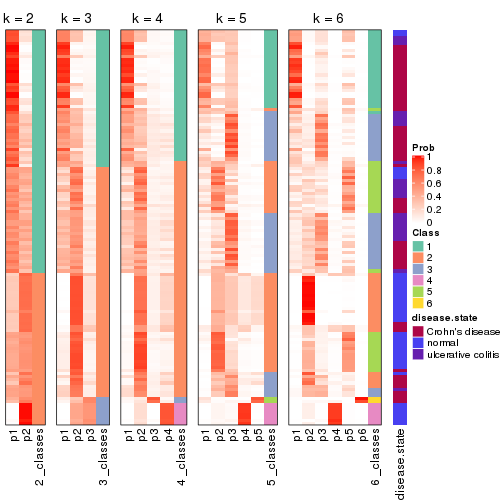 k = 2
k = 3
k = 4
k = 5
k = 6
p1
p2
2_classes
p1
p2
p3
3_classes
p1
p2
p3
p4
4_classes
p1
p2
p3
p4
p5
5_classes
p1
p2
p3
p4
p5
p6
6_classes
disease.state
Prob
1
0.8
0.6
0.4
0.2
0
Class
1
2
3
4
5
6
disease.state
Crohn's disease
normal
ulcerative colitis